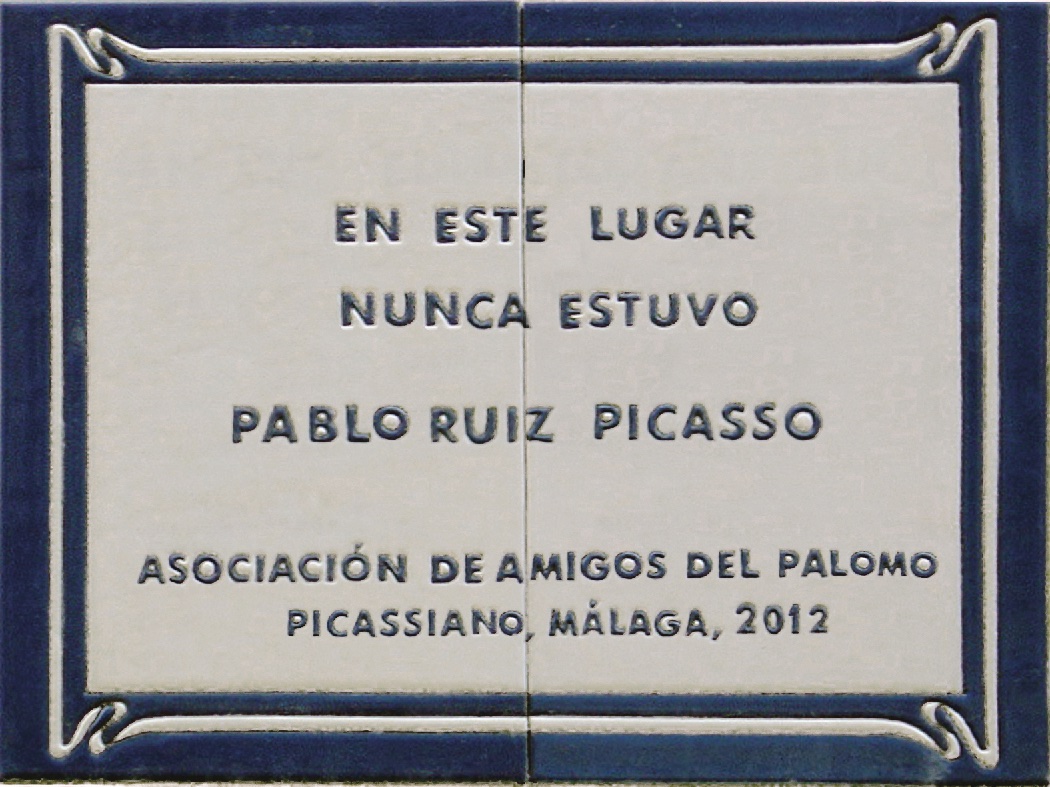 EN ESTE LUGAR
NUNCA ESTUVO
PABLO RUIZ PICASSO
ASOCIACIÓN DE AMIGOS DEL PALOMO
PICASSIANO, MÁLAGA, 2012